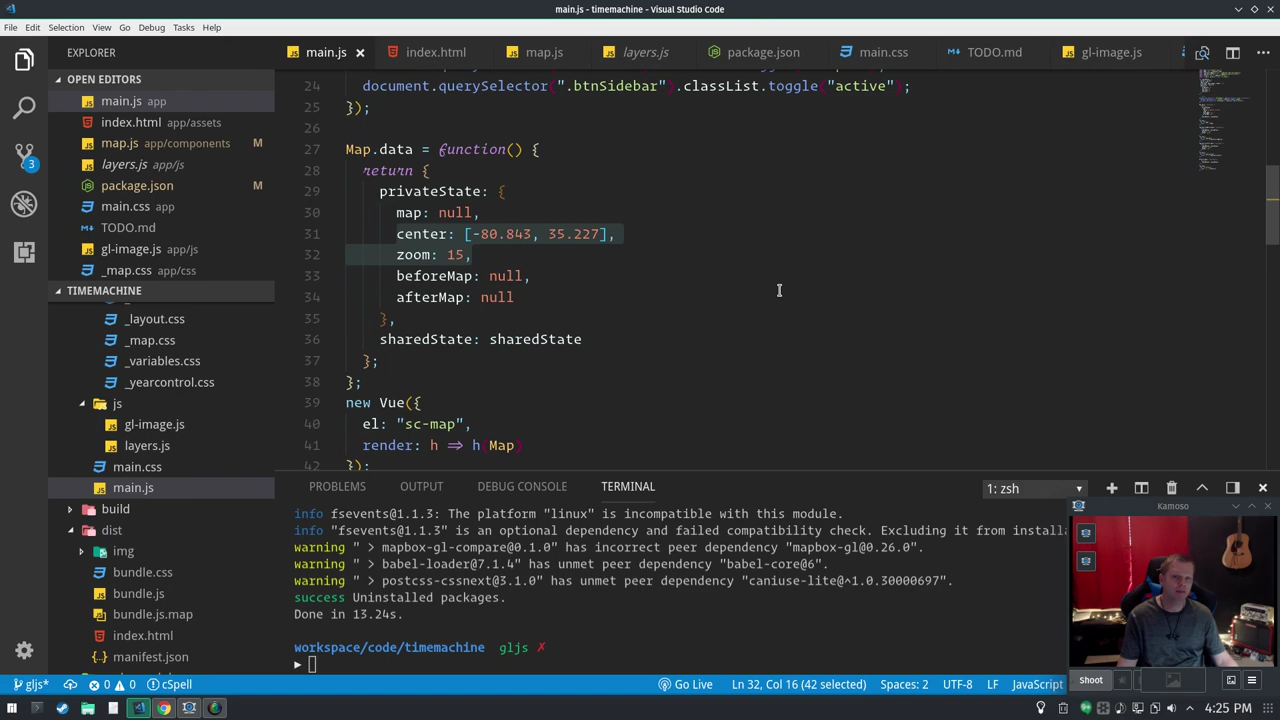 main.js - timemachine - Visual Studio Code
File Edit Selection View Go Debug Tasks Help
EXPLORER
main.js index.html map.js layers.js package.json main.css TODO.md gl-image.js
OPEN EDITORS
main.js app
index.html app/assets
map.js app/components M
layers.js app/js
package.json M
main.css app
TODO.md
gl-image.js app/js
_map.css app/css
TIMEMACHINE
_layout.css
_map.css
_variables.css
_yearcontrol.css
js
gl-image.js
layers.js
main.css
main.js
build
dist
img
bundle.css
bundle.js
bundle.js.map
index.html
manifest.json
24 document.querySelector(".btnSidebar").classList.toggle("active");
25 });
26
27 Map.data = function() {
28 return {
29 privateState: {
30 map: null,
31 center: [-80.843, 35.227],
32 zoom: 15,
33 beforeMap: null,
34 afterMap: null
35 },
36 sharedState: sharedState
37 };
38 };
39 new Vue({
40 el: "sc-map",
41 render: h => h(Map)
42 });
PROBLEMS OUTPUT DEBUG CONSOLE TERMINAL 1: zsh
info fsevents@1.1.3: The platform "linux" is incompatible with this module.
info "fsevents@1.1.3" is an optional dependency and failed compatibility check. Excluding it from insta
warning " > mapbox-gl-compare@0.1.0" has incorrect peer dependency "mapbox-gl@0.26.0".
warning " > babel-loader@7.1.4" has unmet peer dependency "babel-core@6".
warning " > postcss-cssnext@3.1.0" has unmet peer dependency "caniuse-lite@^1.0.30000697".
success Uninstalled packages.
Done in 13.24s.
workspace/code/timemachine gljs ✗
Kamoso
Shoot
3
gljs* 0 0 cSpell Go Live Ln 32, Col 16 (42 selected) Spaces: 2 UTF-8 LF JavaScript
4:25 PM